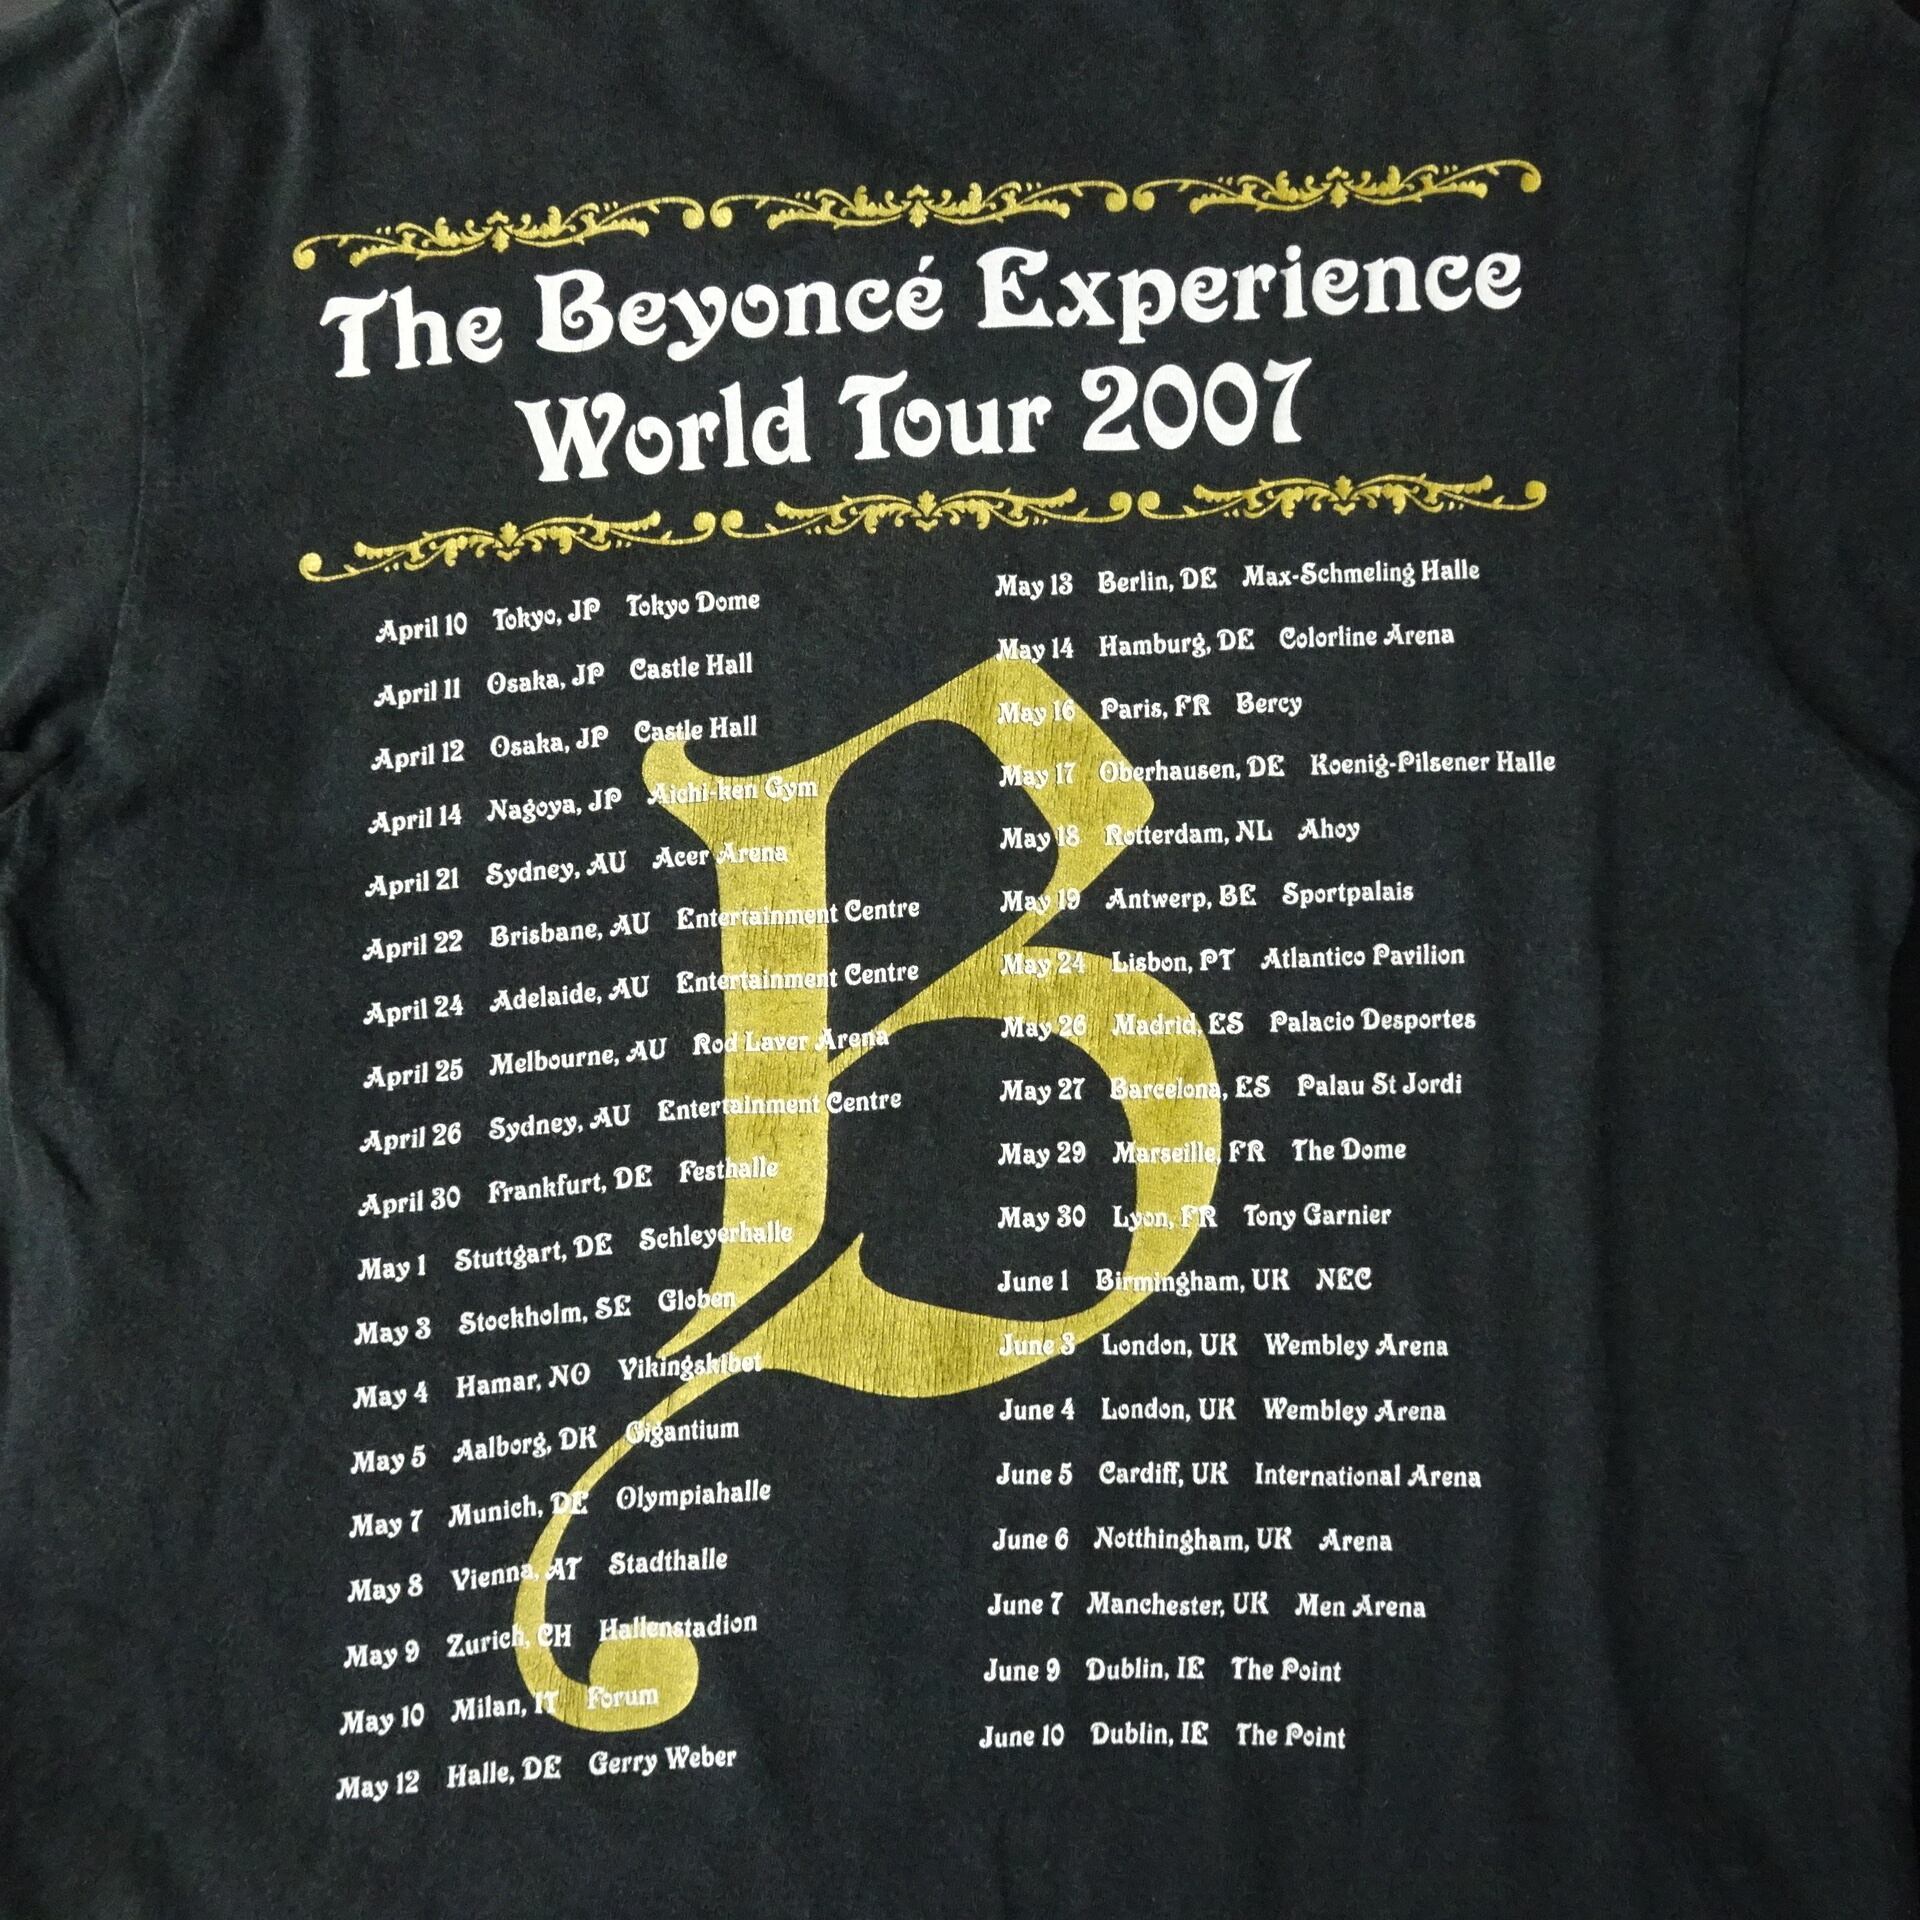 The Beyoncé Experience
World Tour 2007
April 10 Tokyo, JP Tokyo Dome
April 11 Osaka, JP Castle Hall
April 12 Osaka, JP Castle Hall
April 14 Nagoya, JP Aichi-ken Gym
April 21 Sydney, AU Acer Arena
April 22 Brisbane, AU Entertainment Centre
April 24 Adelaide, AU Entertainment Centre
April 25 Melbourne, AU Rod Laver Arena
April 26 Sydney, AU Entertainment Centre
April 30 Frankfurt, DE Festhalle
May 1 Stuttgart, DE Schleyerhalle
May 3 Stockholm, SE Globen
May 4 Hamar, NO Vikingskibet
May 5 Aalborg, DK Gigantium
May 7 Munich, DE Olympiahalle
May 8 Vienna, AT Stadthalle
May 9 Zurich, CH Hallenstadion
May 10 Milan, IT Forum
May 12 Halle, DE Gerry Weber
May 13 Berlin, DE Max-Schmeling Halle
May 14 Hamburg, DE Colorline Arena
May 16 Paris, FR Bercy
May 17 Oberhausen, DE Koenig-Pilsener Halle
May 18 Rotterdam, NL Ahoy
May 19 Antwerp, BE Sportpalais
May 24 Lisbon, PT Atlantico Pavilion
May 26 Madrid, ES Palacio Desportes
May 27 Barcelona, ES Palau St Jordi
May 29 Marseille, FR The Dome
May 30 Lyon, FR Tony Garnier
June 1 Birmingham, UK NEC
June 3 London, UK Wembley Arena
June 4 London, UK Wembley Arena
June 5 Cardiff, UK International Arena
June 6 Notthingham, UK Arena
June 7 Manchester, UK Men Arena
June 9 Dublin, IE The Point
June 10 Dublin, IE The Point
B